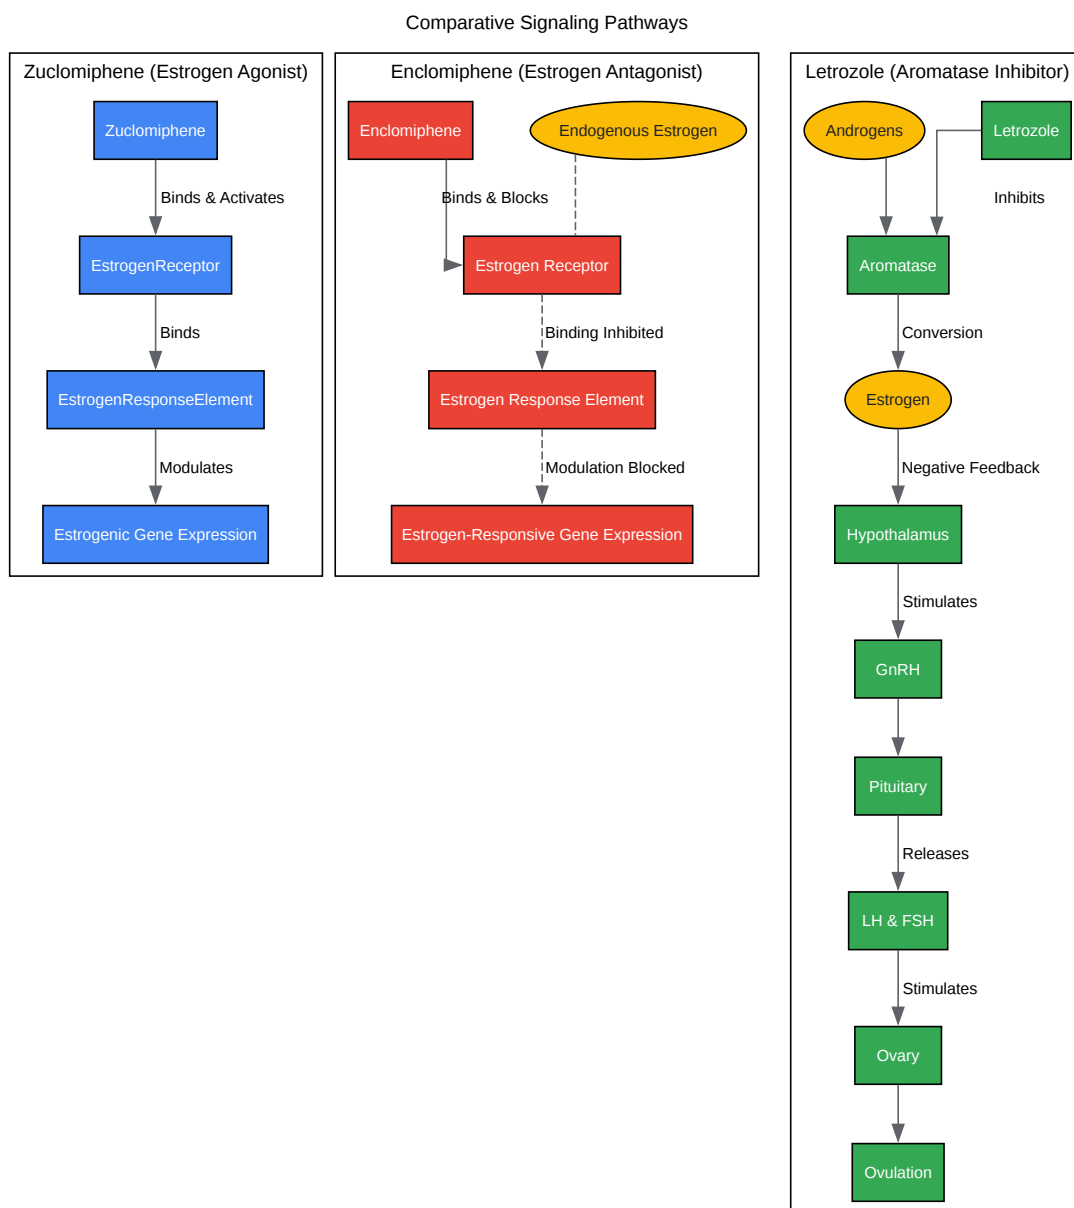 Comparative Signaling Pathways
Zuclomiphene (Estrogen Agonist)
Zuclomiphene
Binds & Activates
EstrogenReceptor
Binds
EstrogenResponseElement
Modulates
Estrogenic Gene Expression
Enclomiphene (Estrogen Antagonist)
Enclomiphene
Endogenous Estrogen
Binds & Blocks
Estrogen Receptor
Binding Inhibited
Estrogen Response Element
Modulation Blocked
Estrogen-Responsive Gene Expression
Letrozole (Aromatase Inhibitor)
Androgens
Letrozole
Inhibits
Aromatase
Conversion
Estrogen
Negative Feedback
Hypothalamus
Stimulates
GnRH
Pituitary
Releases
LH & FSH
Stimulates
Ovary
Ovulation